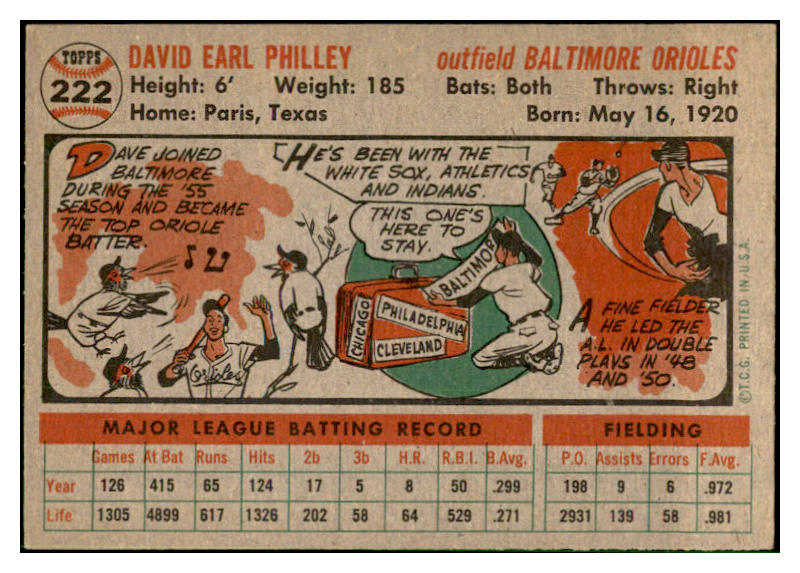 TOPPS
222
DAVID EARL PHILLEY outfield BALTIMORE ORIOLES
Height: 6' Weight: 185 Bats: Both Throws: Right
Home: Paris, Texas Born: May 16, 1920
DAVE JOINED
BALTIMORE
DURING THE '55
SEASON AND BECAME
THE TOP ORIOLE
BATTER.
Orioles
HE'S BEEN WITH THE
WHITE SOX, ATHLETICS
AND INDIANS.
THIS ONE'S
HERE TO
STAY.
BALTIMOR
CHICAGO
PHILADELPHIA
CLEVELAND
A FINE FIELDER
HE LED THE
A.L. IN DOUBLE
PLAYS IN '48
AND '50.
©T.C.G. PRINTED IN U.S.A.
MAJOR LEAGUE BATTING RECORD FIELDING
Games At Bat Runs Hits 2b 3b H.R. R.B.I. B.Avg. P.O. Assists Errors F.Avg.
Year 126 415 65 124 17 5 8 50 .299 198 9 6 .972
Life 1305 4899 617 1326 202 58 64 529 .271 2931 139 58 .981